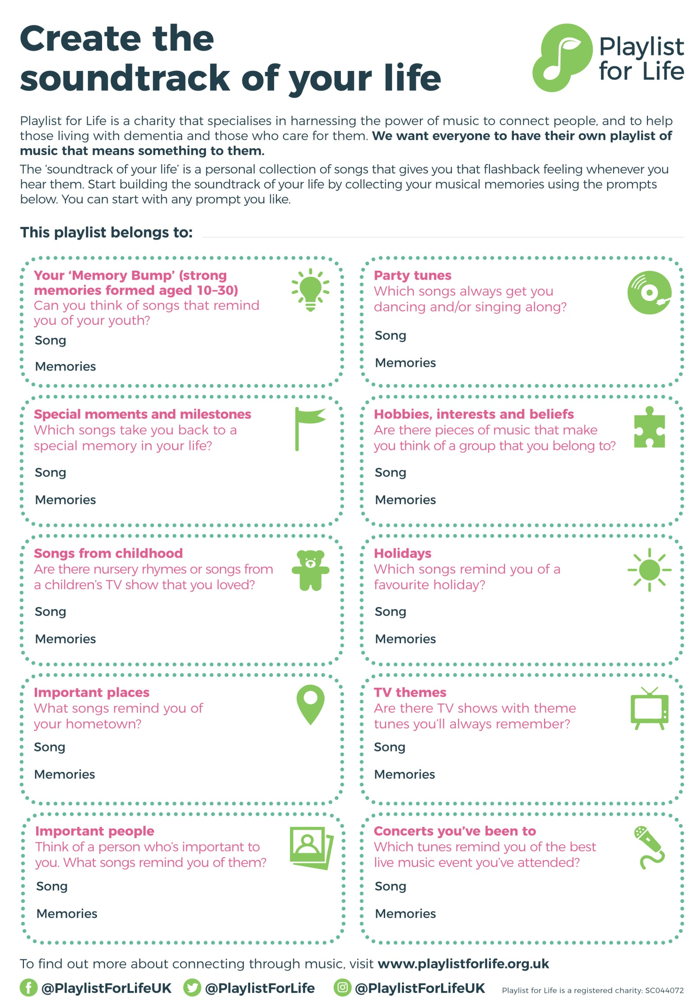 Create the
soundtrack of your life
Playlist
for Life
Playlist for Life is a charity that specialises in harnessing the power of music to connect people, and to help
those living with dementia and those who care for them. We want everyone to have their own playlist of
music that means something to them.
The ‘soundtrack of your life’ is a personal collection of songs that gives you that flashback feeling whenever you
hear them. Start building the soundtrack of your life by collecting your musical memories using the prompts
below. You can start with any prompt you like.
This playlist belongs to:
Your ‘Memory Bump’ (strong
memories formed aged 10–30)
Can you think of songs that remind
you of your youth?
Song
Memories
Party tunes
Which songs always get you
dancing and/or singing along?
Song
Memories
Special moments and milestones
Which songs take you back to a
special memory in your life?
Song
Memories
Hobbies, interests and beliefs
Are there pieces of music that make
you think of a group that you belong to?
Song
Memories
Songs from childhood
Are there nursery rhymes or songs from
a children’s TV show that you loved?
Song
Memories
Holidays
Which songs remind you of a
favourite holiday?
Song
Memories
Important places
What songs remind you of
your hometown?
Song
Memories
TV themes
Are there TV shows with theme
tunes you’ll always remember?
Song
Memories
Important people
Think of a person who’s important to
you. What songs remind you of them?
Song
Memories
Concerts you’ve been to
Which tunes remind you of the best
live music event you’ve attended?
Song
Memories
To find out more about connecting through music, visit www.playlistforlife.org.uk
@PlaylistForLifeUK @PlaylistForLife @PlaylistForLifeUK Playlist for Life is a registered charity: SC044072